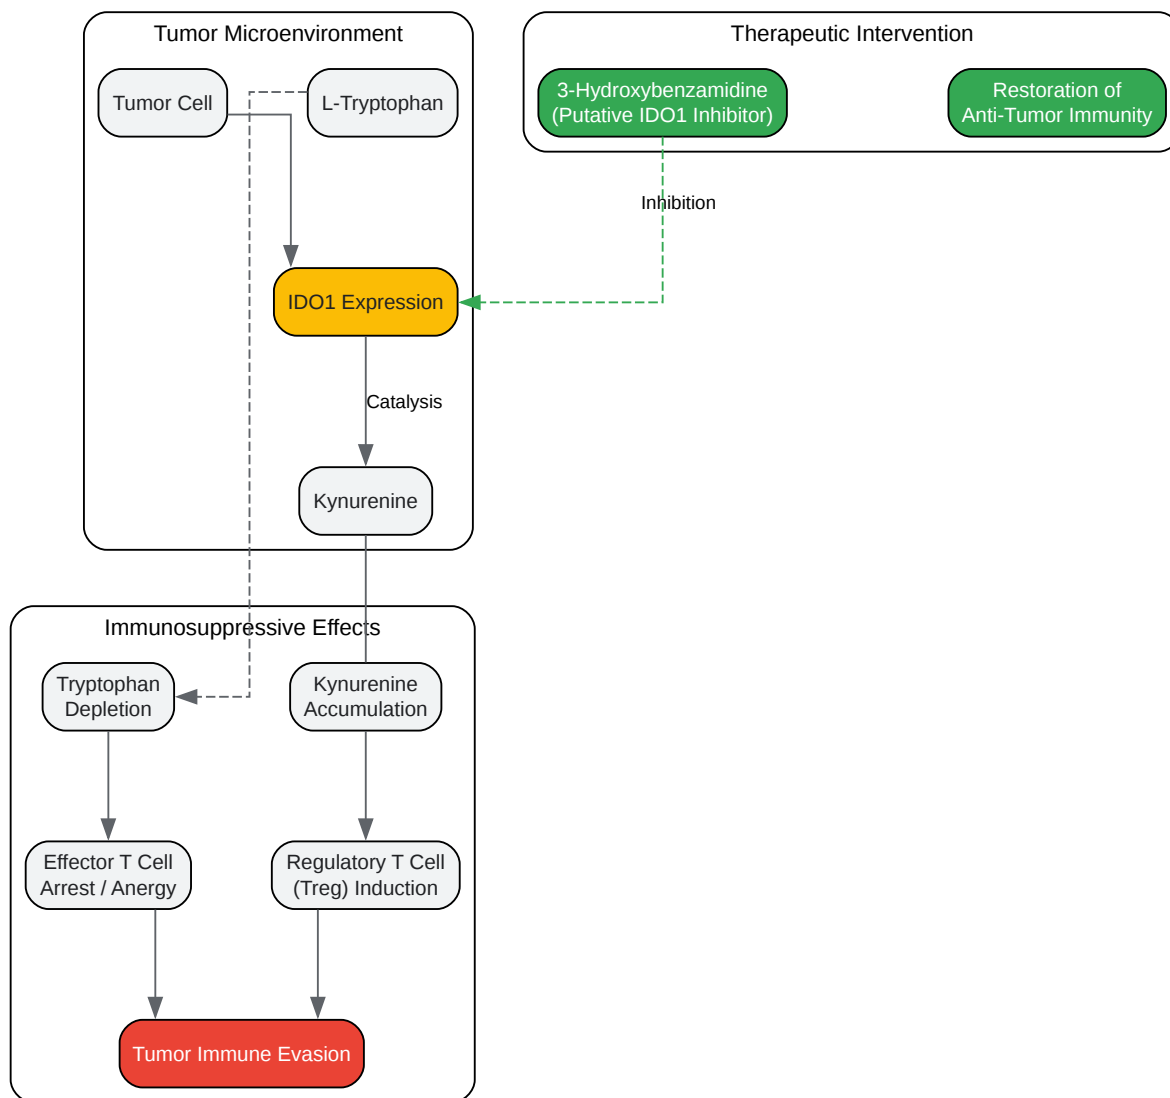 Tumor Microenvironment
Therapeutic Intervention
Tumor Cell
L-Tryptophan
3-Hydroxybenzamidine
(Putative IDO1 Inhibitor)
Restoration of
Anti-Tumor Immunity
Inhibition
IDO1 Expression
Catalysis
Kynurenine
Immunosuppressive Effects
Tryptophan
Depletion
Kynurenine
Accumulation
Effector T Cell
Arrest / Anergy
Regulatory T Cell
(Treg) Induction
Tumor Immune Evasion